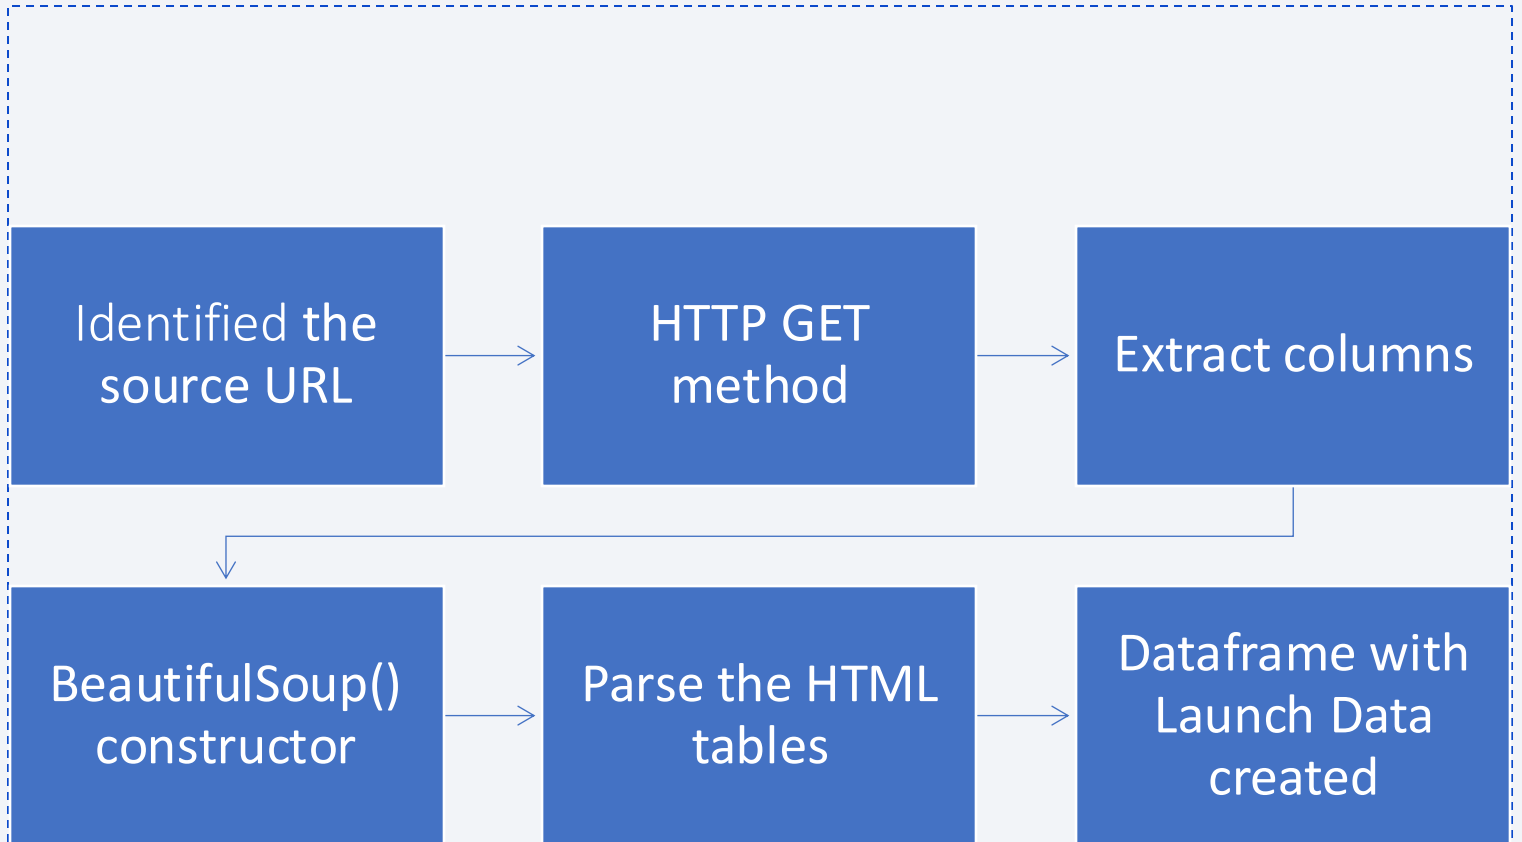 Identified the
source URL
HTTP GET
method
Extract columns
BeautifulSoup()
constructor
Parse the HTML
tables
Dataframe with
Launch Data
created